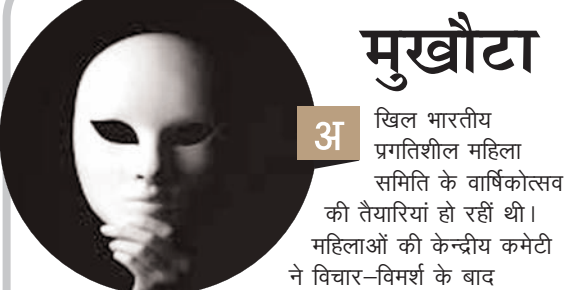 मुखौटा
अखिल भारतीय
प्रगतिशील महिला
समिति के वार्षिकोत्सव
की तैयारियां हो रहीं थी।
महिलाओं की केन्द्रीय कमेटी
ने विचार–विमर्श के बाद